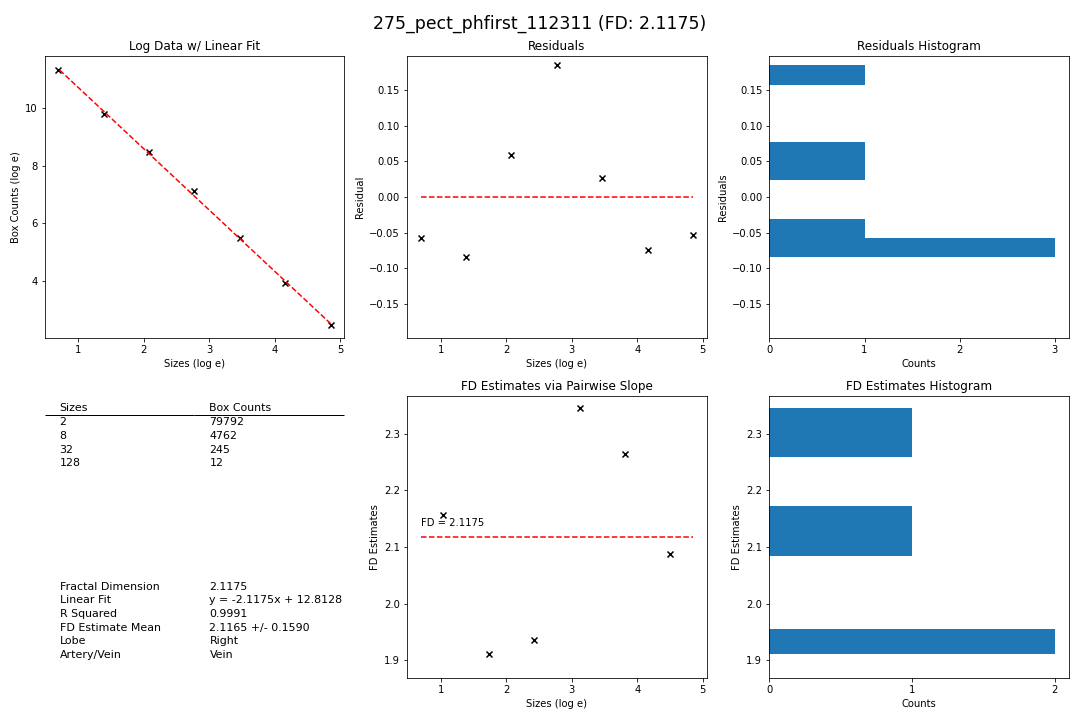 275_pect_phfirst_112311 (FD: 2.1175)
Log Data w/ Linear Fit
Box Counts (log e)
10
8
6
4
1 2 3 4 5
Sizes (log e)
Residuals
Residual
0.15
0.10
0.05
0.00
−0.05
−0.10
−0.15
1 2 3 4 5
Sizes (log e)
Residuals Histogram
Residuals
0.15
0.10
0.05
0.00
−0.05
−0.10
−0.15
0 1 2 3
Counts
Sizes Box Counts
2 79792
8 4762
32 245
128 12
Fractal Dimension 2.1175
Linear Fit y = -2.1175x + 12.8128
R Squared 0.9991
FD Estimate Mean 2.1165 +/- 0.1590
Lobe Right
Artery/Vein Vein
FD Estimates via Pairwise Slope
FD Estimates
2.3
2.2
2.1
2.0
1.9
FD = 2.1175
1 2 3 4 5
Sizes (log e)
FD Estimates Histogram
FD Estimates
2.3
2.2
2.1
2.0
1.9
0 1 2
Counts